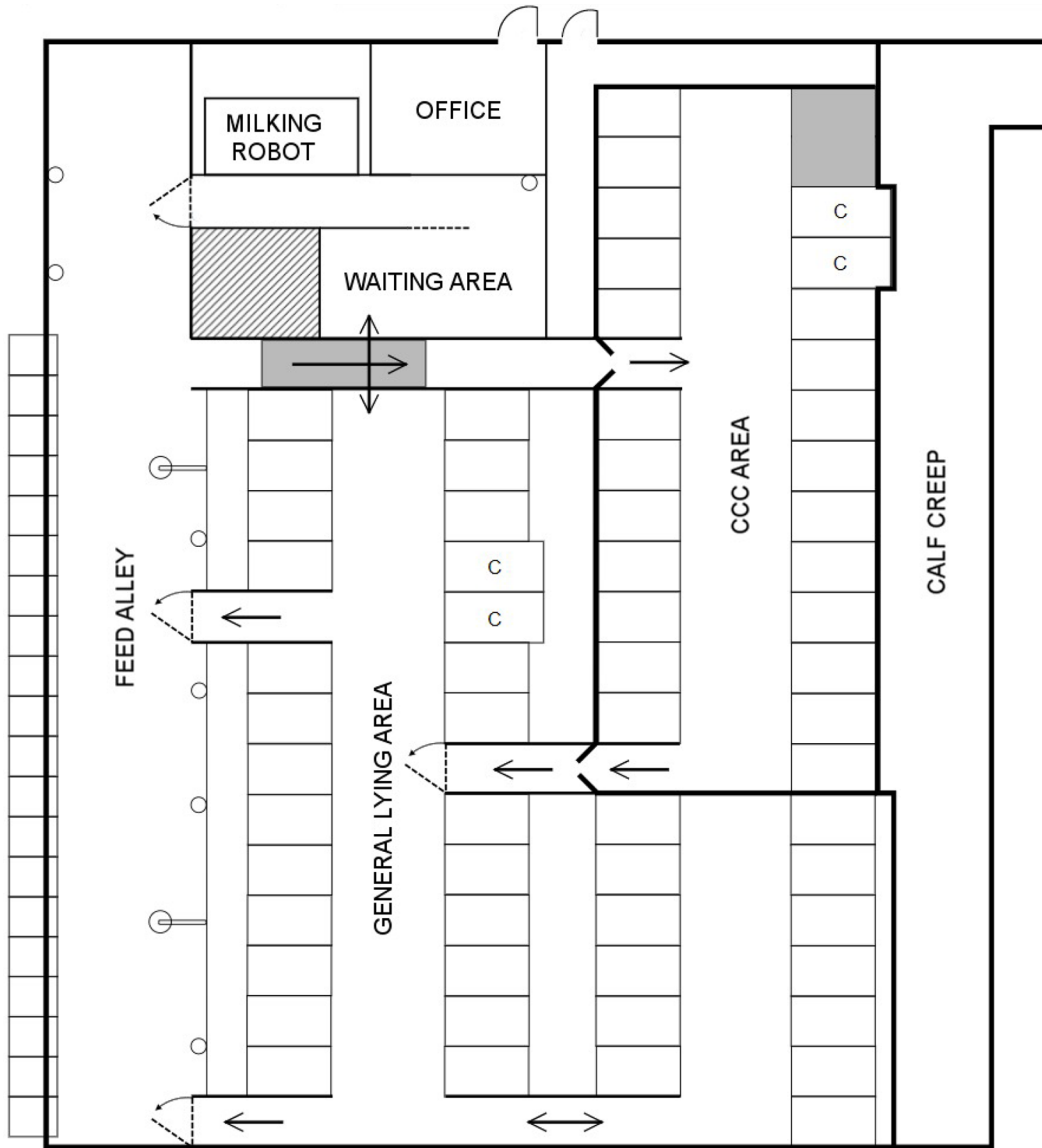 OFFICE
MILKING
ROBOT
C
C
WAITING AREA
CCC AREA
CALF CREEP
C
C
FEED ALLEY
GENERAL LYING AREA